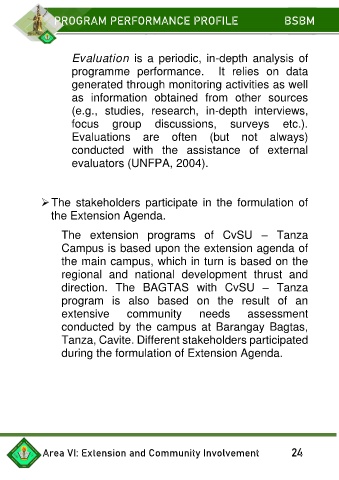 PROGRAM PERFORMANCE PROFILE BSBM
Evaluation is a periodic, in-depth analysis of
programme performance. It relies on data
generated through monitoring activities as well
as information obtained from other sources
(e.g., studies, research, in-depth interviews,
focus group discussions, surveys etc.).
Evaluations are often (but not always)
conducted with the assistance of external
evaluators (UNFPA, 2004).
➢The stakeholders participate in the formulation of
the Extension Agenda.
The extension programs of CvSU – Tanza
Campus is based upon the extension agenda of
the main campus, which in turn is based on the
regional and national development thrust and
direction. The BAGTAS with CvSU – Tanza
program is also based on the result of an
extensive community needs assessment
conducted by the campus at Barangay Bagtas,
Tanza, Cavite. Different stakeholders participated
during the formulation of Extension Agenda.
Area VI: Extension and Community Involvement 24